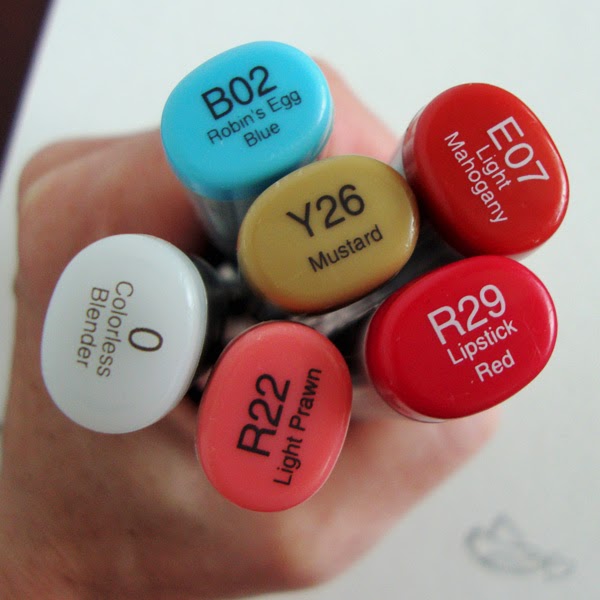 B02
Robin's Egg
Blue
E07
Light
Mahogany
Y26
Mustard
R29
Lipstick
Red
0
Colorless
Blender
R22
Light Prawn